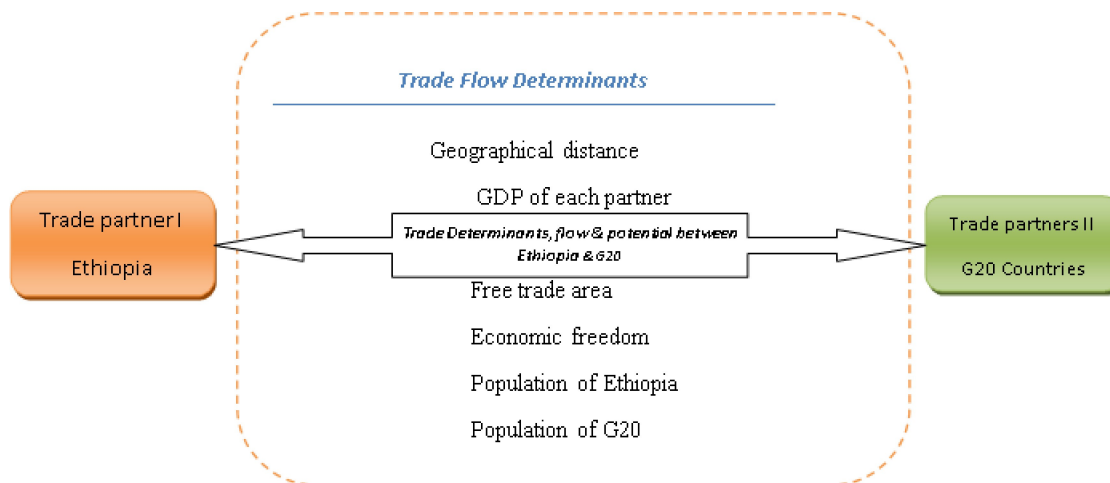 Trade Flow Determinants
Geographical distance
GDP of each partner
Trade partner I
Ethiopia
Trade Determinants, flow & potential between
Ethiopia & G20
Trade partners II
G20 Countries
Free trade area
Economic freedom
Population of Ethiopia
Population of G20